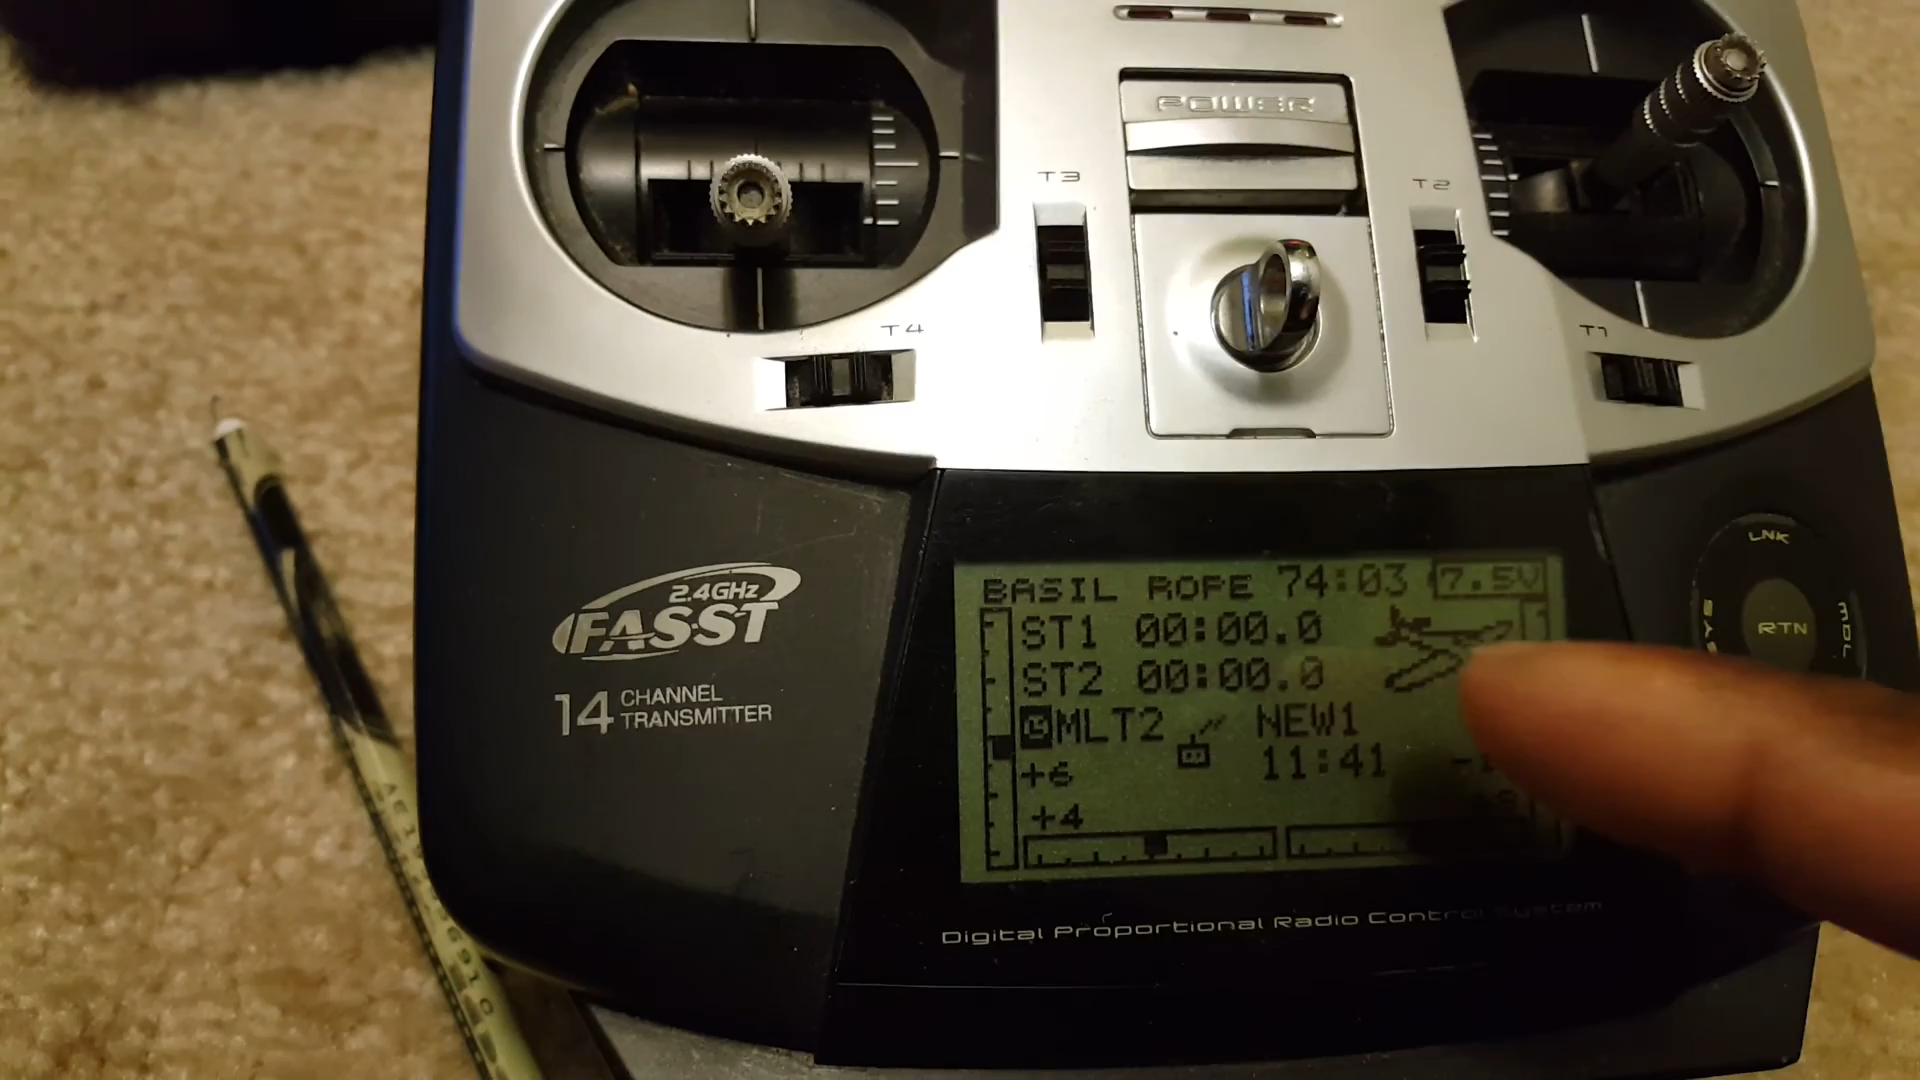 POWER
T3
T2
T4
T1
2.4GHz
FASST
14 CHANNEL
TRANSMITTER
LNK
RTN
MDL
BASIL ROPE 74:03 7.5V
ST1 00:00.0
ST2 00:00.0
MLT2 NEW1
11:41
+6
+4
Digital Proportional Radio Control System